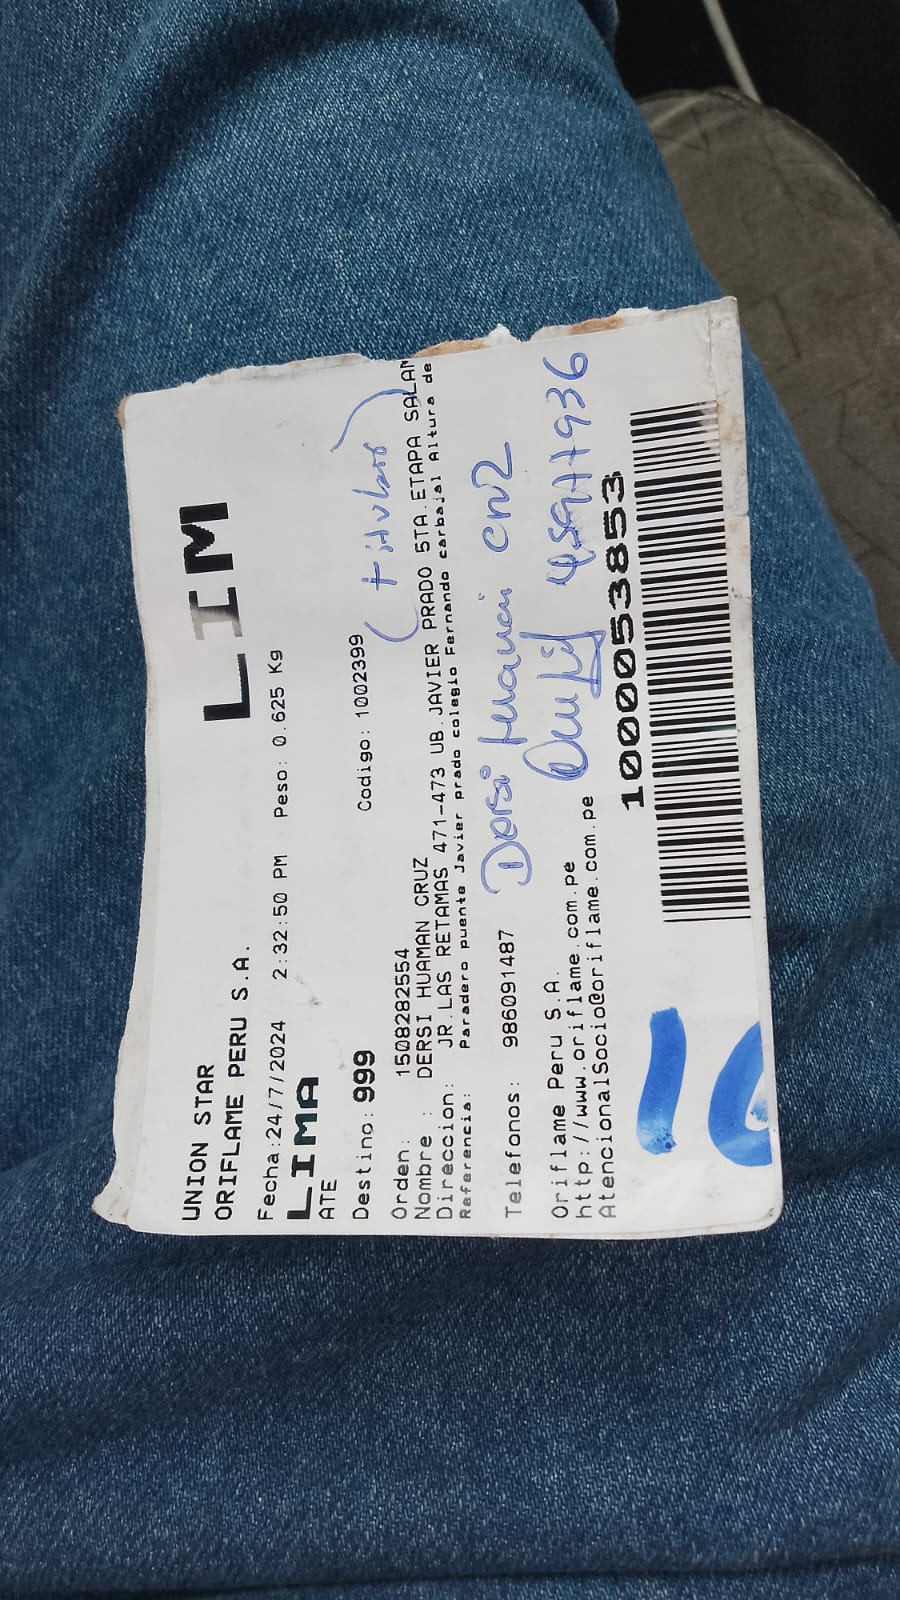 UNION STAR
ORIFLAME PERU S.A.
LIM
Fecha:24/7/2024 2:32:50 PM Peso: 0.625 Kg
LIMA
ATE
Destino: 999 Codigo: 1002399
(titular)
Orden: 1508282554
Nombre : DERSI HUAMAN CRUZ
Direccion: JR.LAS RETAMAS 471-473 UB.JAVIER PRADO 5TA.ETAPA SALAM
Referencia: Paradero puente Javier prado colegio Fernando carbajal Altura de
Telefonos: 986091487
Dersi Huaman
Oriflame Peru S.A.
http://www.oriflame.com.pe
AtencionalSocio@oriflame.com.pe
10000538853